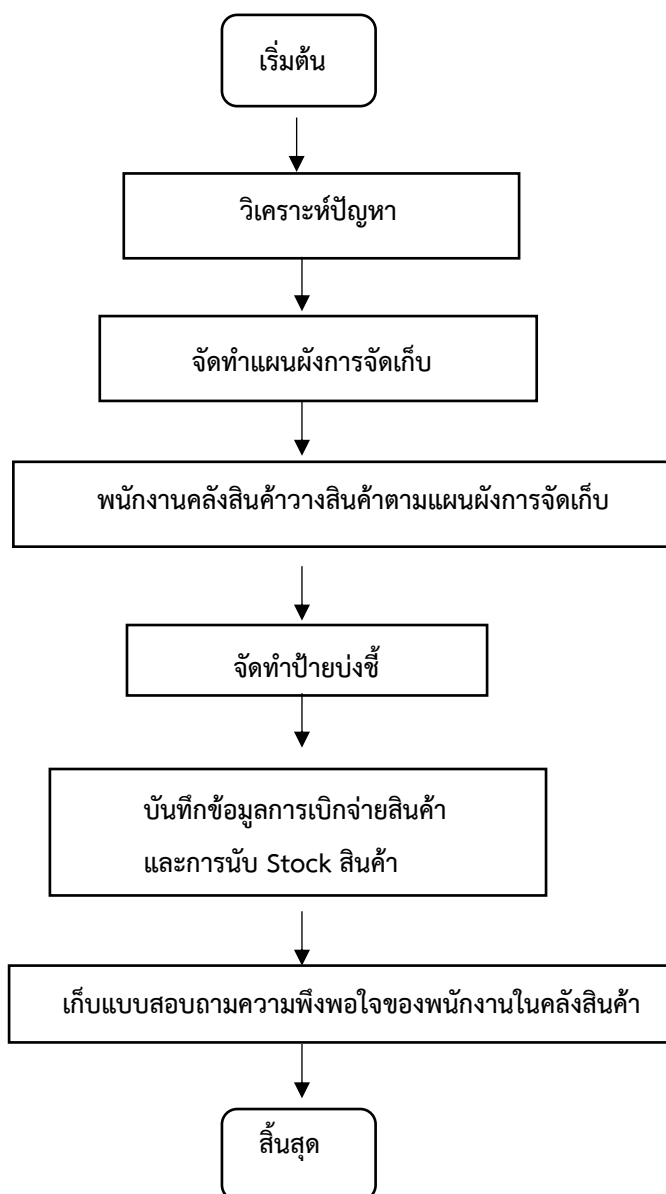 เริ่มต้น
วิเคราะห์ปัญหา
จัดทำแผนผังการจัดเก็บ
พนักงานคลังสินค้าวางสินค้าตามแผนผังการจัดเก็บ
จัดทำป้ายบ่งชี้
บันทึกข้อมูลการเบิกจ่ายสินค้า
และการนับ Stock สินค้า
เก็บแบบสอบถามความพึงพอใจของพนักงานในคลังสินค้า
สิ้นสุด